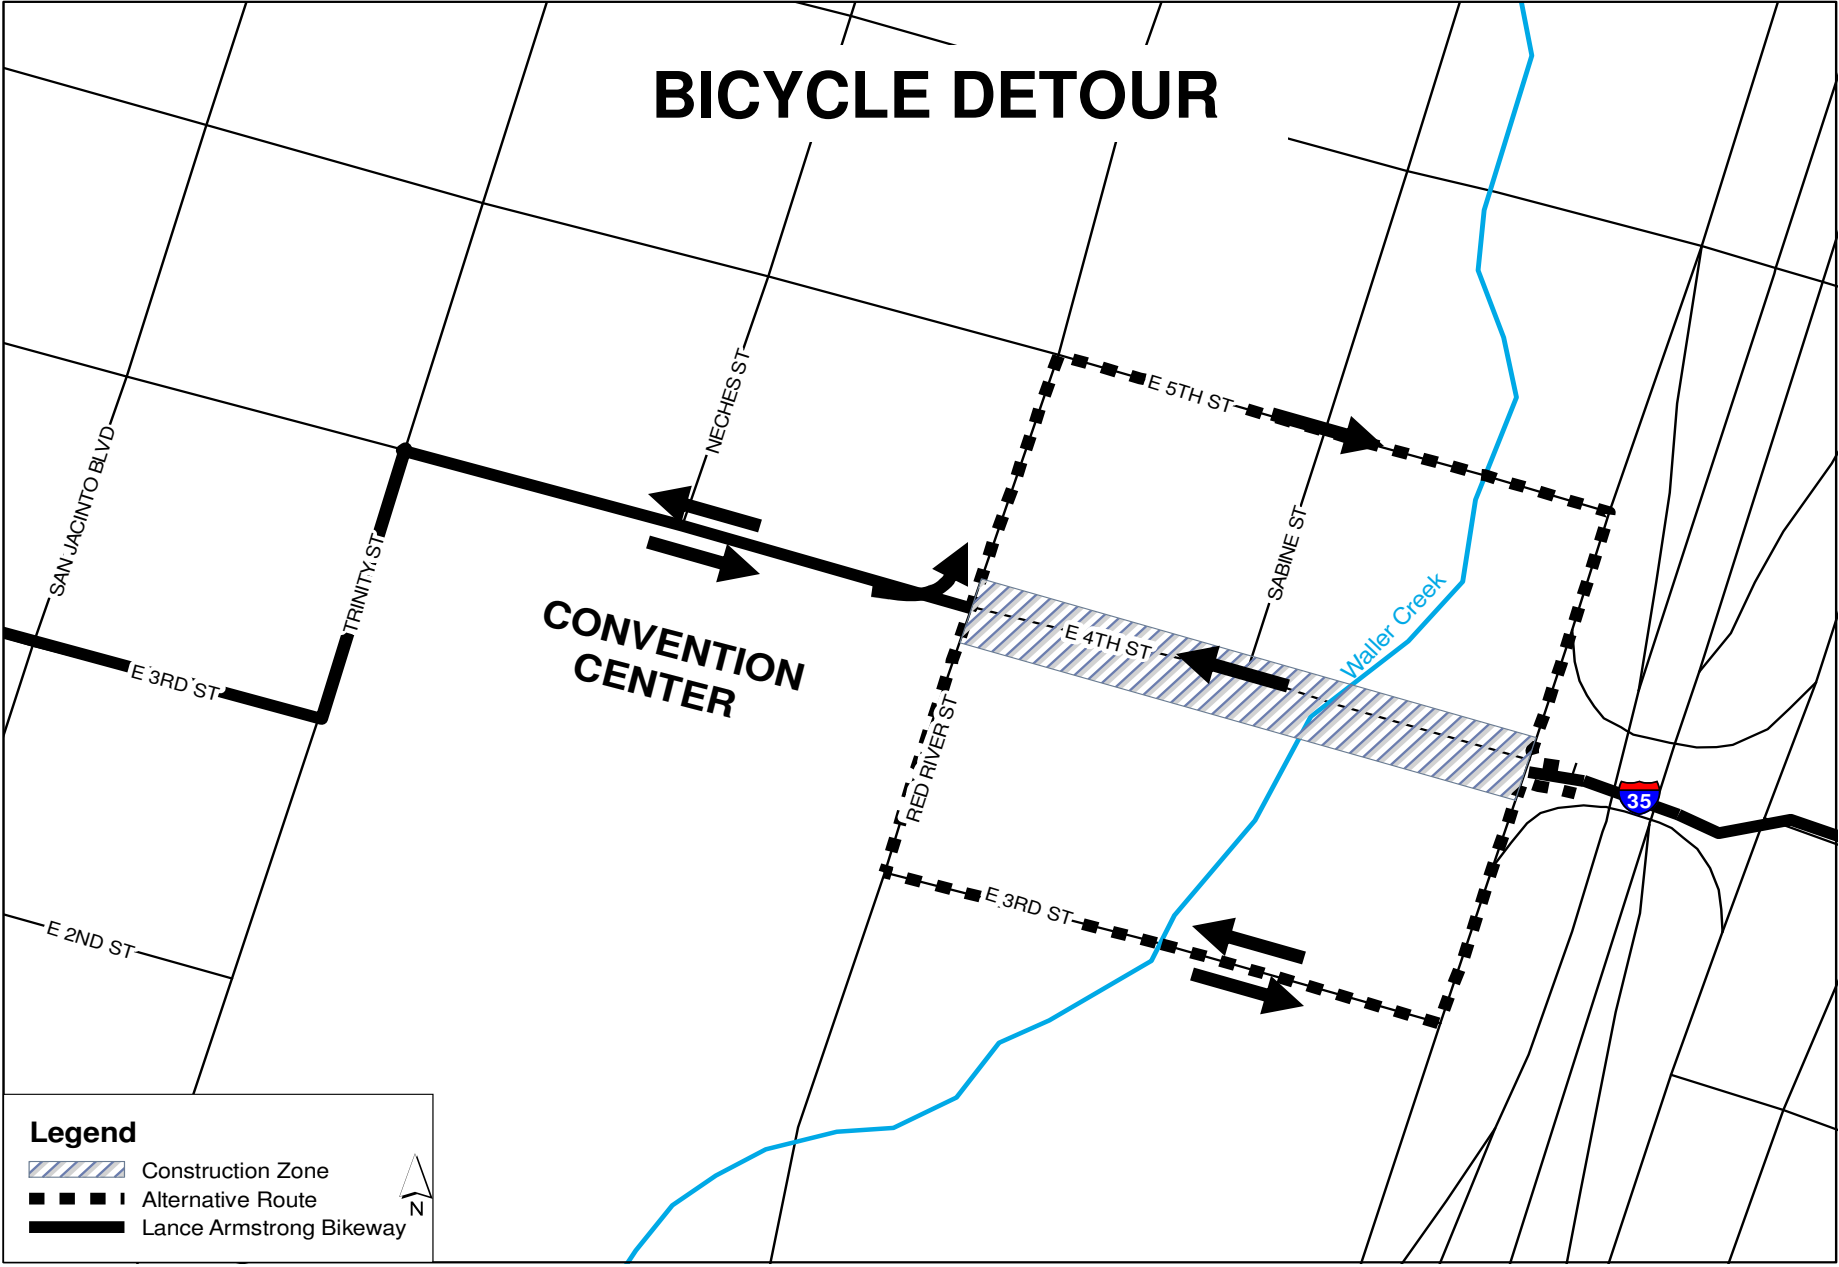 BICYCLE DETOUR
E 5TH ST
NECHES ST
SAN JACINTO BLVD
TRINITY ST
SABINE ST
Waller Creek
CONVENTION
CENTER
E 4TH ST
E 3RD ST
RED RIVER ST
35
E 3RD ST
E 2ND ST
Legend
Construction Zone
Alternative Route
Lance Armstrong Bikeway
N